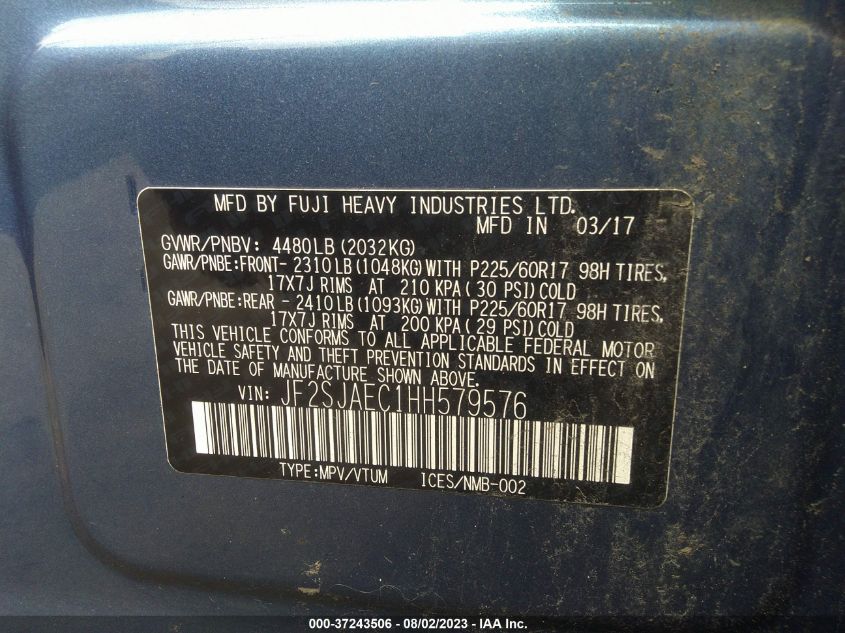 MFD BY FUJI HEAVY INDUSTRIES LTD.
MFD IN 03/17
GVWR/PNBV: 4480LB (2032KG)
GAWR/PNBE:FRONT- 2310LB (1048KG) WITH P225/60R17 98H TIRES,
17X7J RIMS AT 210 KPA( 30 PSI) COLD
GAWR/PNBE:REAR - 2410LB (1093KG) WITH P225/60R17 98H TIRES,
17X7J RIMS AT 200 KPA( 29 PSI) COLD
THIS VEHICLE CONFORMS TO ALL APPLICABLE FEDERAL MOTOR
VEHICLE SAFETY AND THEFT PREVENTION STANDARDS IN EFFECT ON
THE DATE OF MANUFACTURE SHOWN ABOVE.
VIN: JF2SJAEC1HH579576
TYPE:MPV/VTUM ICES/NMB-002
000-37243506 — 08/02/2023 — IAAI.COM